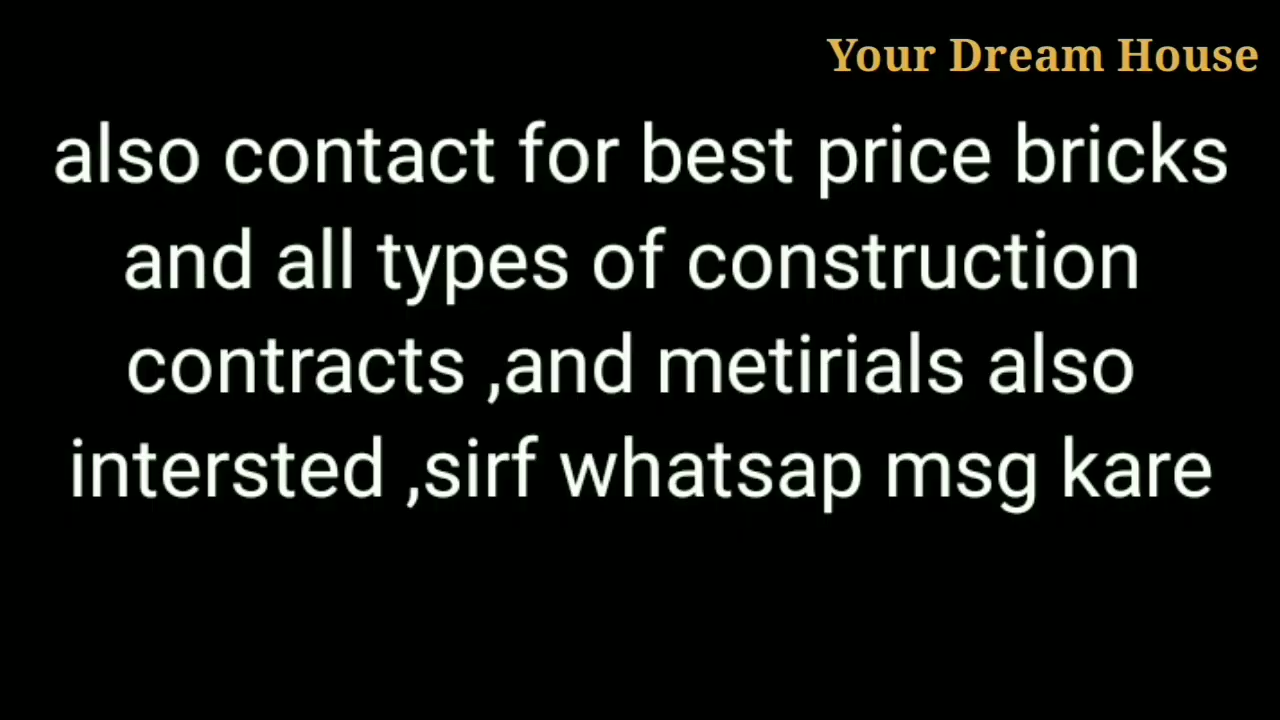 Your Dream House
also contact for best price bricks
and all types of construction
contracts ,and metirials also
intersted ,sirf whatsap msg kare